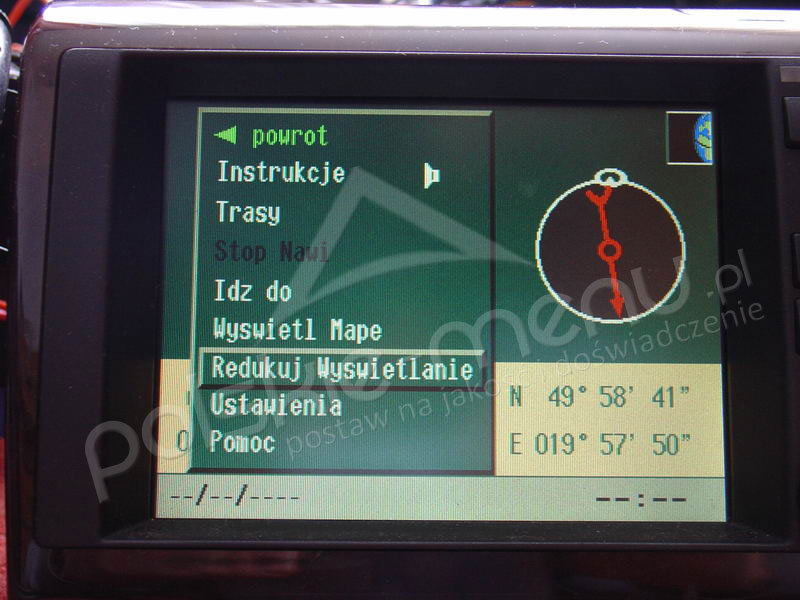 powrot
Instrukcje
Trasy
Stop Nawi
Idz do
Wyswietl Mape
Redukuj Wyswietlanie
Ustawienia
Pomoc
N 49° 58' 41"
E 019° 57' 50"
--/--/----
--:--
polskie-menu.pl
postaw na jakość i doświadczenie